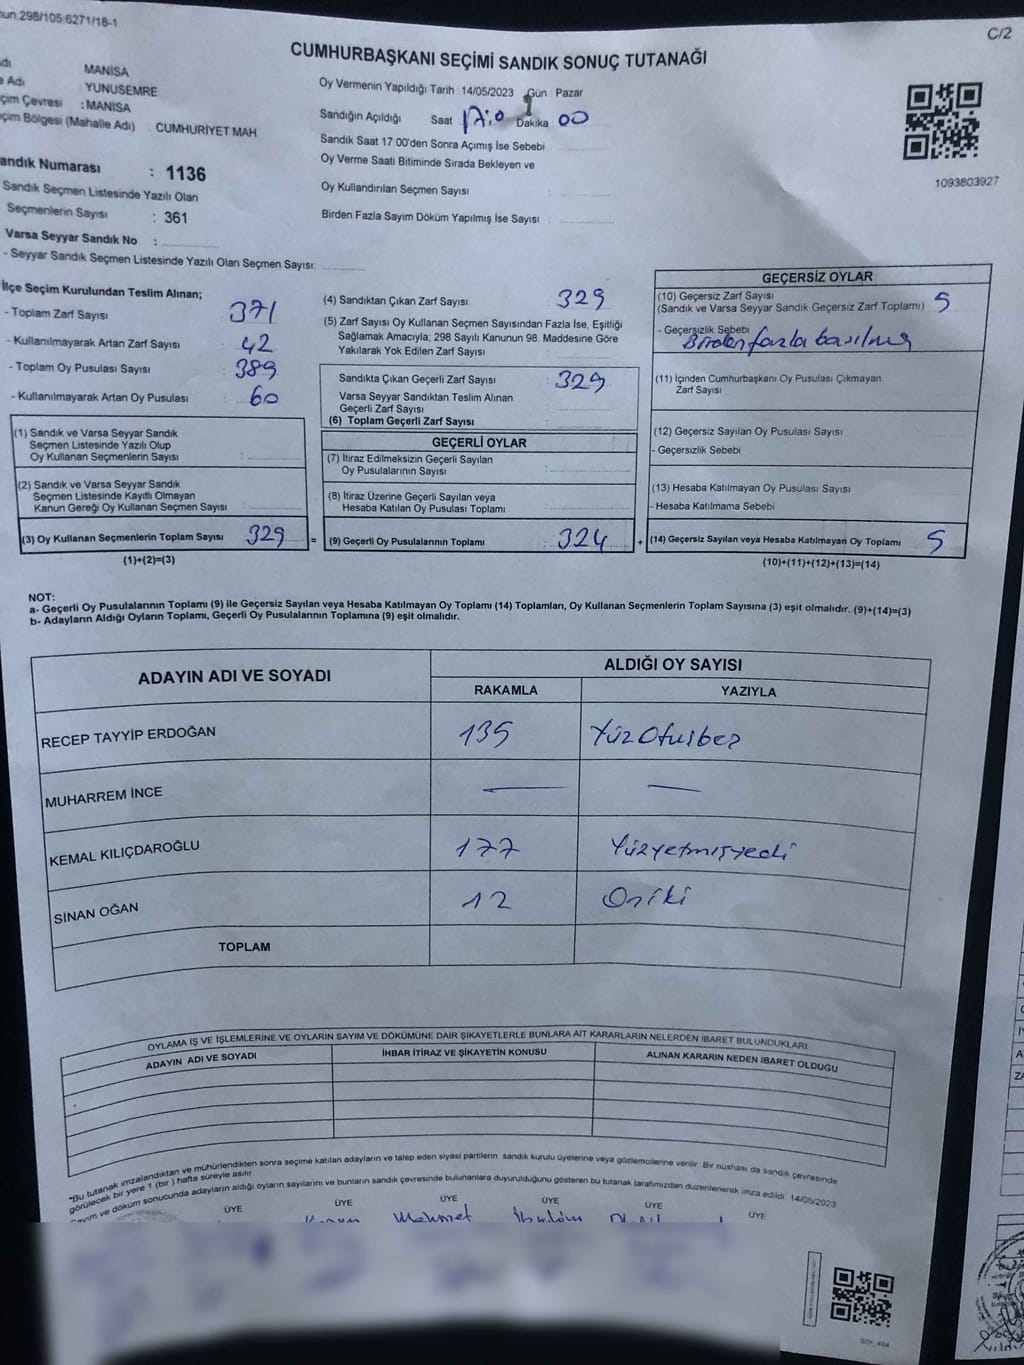 298/105.6271/18-1
C/2
CUMHURBAŞKANI SEÇİMİ SANDIK SONUÇ TUTANAĞI
MANİSA
Adı YUNUSEMRE
Çevresi : MANİSA
Bölgesi (Mahalle Adı) CUMHURİYET MAH
Numarası : 1136
Sandık Seçmen Listesinde Yazılı Olan
Seçmenlerin Sayısı : 361
Varsa Seyyar Sandık No :
- Seyyar Sandık Seçmen Listesinde Yazılı Olan Seçmen Sayısı:
Oy Vermenin Yapıldığı Tarih : 14/05/2023 Gün Pazar
Sandığın Açıldığı Saat Dakika 00
Sandık Saat 17:00'den Sonra Açımış İse Sebebi
Oy Verme Saati Bitiminde Sırada Bekleyen ve
Oy Kullandırılan Seçmen Sayısı :
Birden Fazla Sayım Döküm Yapılmış İse Sayısı :
1093803927
İlçe Seçim Kurulundan Teslim Alınan;
- Toplam Zarf Sayısı : 371
- Kullanılmayarak Artan Zarf Sayısı : 42
- Toplam Oy Pusulası Sayısı : 389
- Kullanılmayarak Artan Oy Pusulası : 60
(1) Sandık ve Varsa Seyyar Sandık
Seçmen Listesinde Yazılı Olup
Oy Kullanan Seçmenlerin Sayısı :
(2) Sandık ve Varsa Seyyar Sandık
Seçmen Listesinde Kayıtlı Olmayan
Kanun Gereği Oy Kullanan Seçmen Sayısı :
(3) Oy Kullanan Seçmenlerin Toplam Sayısı 329 =
(1)+(2)=(3)
(4) Sandıktan Çıkan Zarf Sayısı : 329
(5) Zarf Sayısı Oy Kullanan Seçmen Sayısından Fazla İse, Eşitliği
Sağlamak Amacıyla; 298 Sayılı Kanunun 98. Maddesine Göre
Yakılarak Yok Edilen Zarf Sayısı :
Sandıkta Çıkan Geçerli Zarf Sayısı : 329
Varsa Seyyar Sandıktan Teslim Alınan
Geçerli Zarf Sayısı :
(6) Toplam Geçerli Zarf Sayısı :
GEÇERLİ OYLAR
(7) İtiraz Edilmeksizin Geçerli Sayılan
Oy Pusulalarının Sayısı :
(8) İtiraz Üzerine Geçerli Sayılan veya
Hesaba Katılan Oy Pusulası Toplamı :
(9) Geçerli Oy Pusulalarının Toplamı : 324 +
GEÇERSİZ OYLAR
(10) Geçersiz Zarf Sayısı
(Sandık ve Varsa Seyyar Sandık Geçersiz Zarf Toplamı) : 5
- Geçersizlik Sebebi Birden fazla basılmış
(11) İçinden Cumhurbaşkanı Oy Pusulası Çıkmayan
Zarf Sayısı
(12) Geçersiz Sayılan Oy Pusulası Sayısı :
- Geçersizlik Sebebi
(13) Hesaba Katılmayan Oy Pusulası Sayısı :
- Hesaba Katılmama Sebebi
(14) Geçersiz Sayılan veya Hesaba Katılmayan Oy Toplamı : 5
(10)+(11)+(12)+(13)=(14)
NOT:
a- Geçerli Oy Pusulalarının Toplamı (9) ile Geçersiz Sayılan veya Hesaba Katılmayan Oy Toplamı (14) Toplamları, Oy Kullanan Seçmenlerin Toplam Sayısına (3) eşit olmalıdır. (9)+(14)=(3)
b- Adayların Aldığı Oyların Toplamı, Geçerli Oy Pusulalarının Toplamına (9) eşit olmalıdır.
ADAYIN ADI VE SOYADI
ALDIĞI OY SAYISI
RAKAMLA YAZIYLA
RECEP TAYYİP ERDOĞAN 135 Yüz Otuzbeş
MUHARREM İNCE — —
KEMAL KILIÇDAROĞLU 177 Yüzyetmişyedi
SİNAN OĞAN 12 Oniki
TOPLAM
OYLAMA İŞ VE İŞLEMLERİNE VE OYLARIN SAYIM VE DÖKÜMÜNE DAİR ŞİKAYETLERLE BUNLARA AİT KARARLARIN NELERDEN İBARET BULUNDUKLARI
ADAYIN ADI VE SOYADI İHBAR İTİRAZ VE ŞİKAYETİN KONUSU ALINAN KARARIN NEDEN İBARET OLDUĞU
*Bu tutanak imzalandıktan ve mühürlendikten sonra seçime katılan adayların ve talep eden siyasi partilerin sandık kurulu üyelerine veya gözlemcilerine verilir. Bir nüshası da sandık çevresinde
görülecek bir yere 1 (bir) hafta süreyle asılır.
Sayım ve döküm sonucunda adayların aldığı oyların sayılarını ve bunların sandık çevresinde bulunanlara duyurulduğunu gösteren bu tutanak tarafımızdan düzenlenerek imza edildi. 14/05/2023
ÜYE ÜYE ÜYE ÜYE ÜYE ÜYE
Mehmet İbrahim